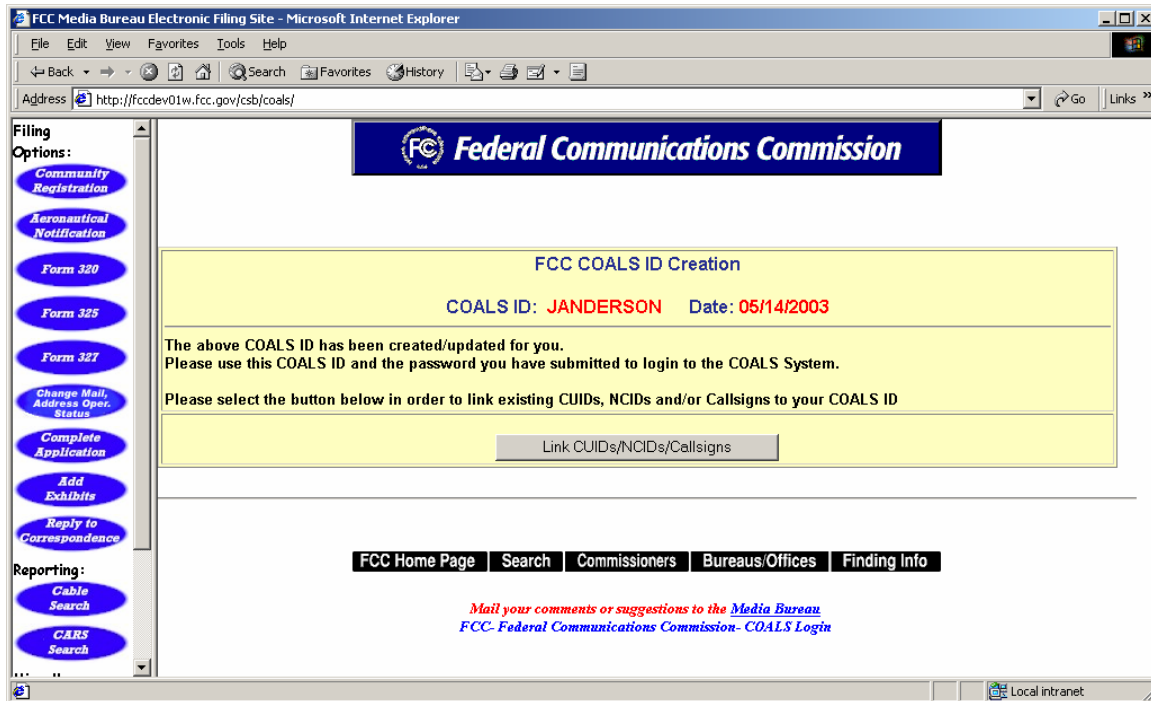 FCC Media Bureau Electronic Filing Site - Microsoft Internet Explorer
File Edit View Favorites Tools Help
Back Search Favorites History
Address http://fccdev01w.fcc.gov/csb/coals/ Go Links »
Filing
Options:
Community
Registration
Aeronautical
Notification
Form 320
Form 325
Form 327
Change Mail,
Address Oper.
Status
Complete
Application
Add
Exhibits
Reply to
Correspondence
Reporting:
Cable
Search
CARS
Search
FCC Federal Communications Commission
FCC COALS ID Creation
COALS ID: JANDERSON Date: 05/14/2003
The above COALS ID has been created/updated for you.
Please use this COALS ID and the password you have submitted to login to the COALS System.
Please select the button below in order to link existing CUIDs, NCIDs and/or Callsigns to your COALS ID
Link CUIDs/NCIDs/Callsigns
FCC Home Page Search Commissioners Bureaus/Offices Finding Info
Mail your comments or suggestions to the Media Bureau
FCC- Federal Communications Commission- COALS Login
Local intranet